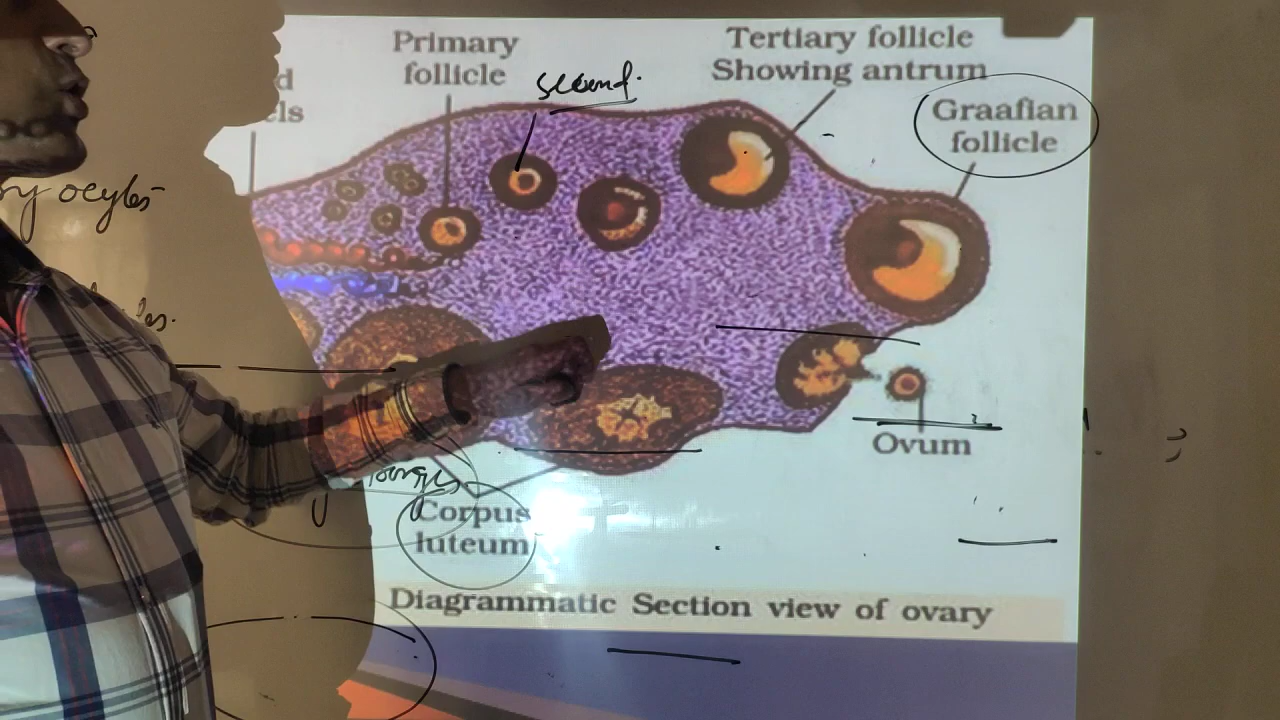 Primary
follicle
second.
Tertiary follicle
Showing antrum
Graafian
follicle
Ovum
Corpus
luteum
Diagrammatic Section view of ovary